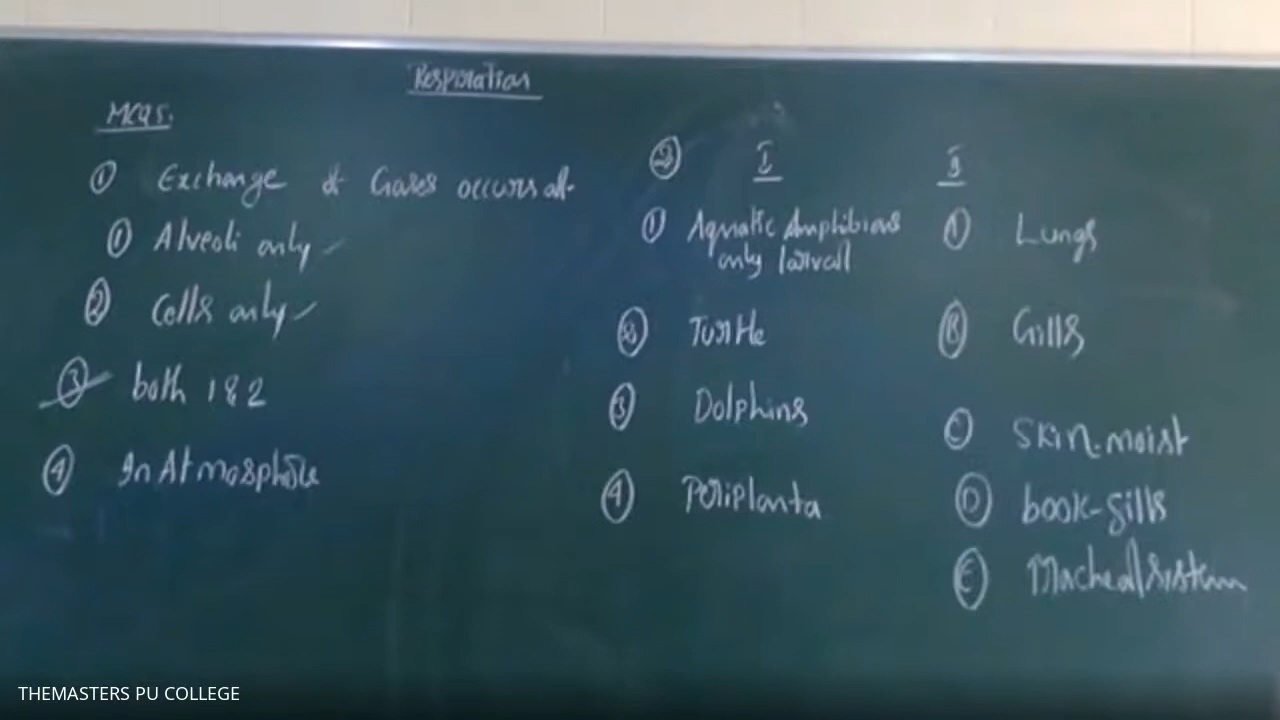 Respiration
MCQs.
① Exchange of Gases occurs at-
① Alveoli only
② Cells only
③ both 1 & 2
④ In Atmosphere
② I II
① Aquatic Amphibians Ⓐ Lungs
only larval
② Turtle Ⓑ Gills
③ Dolphins Ⓒ Skin-moist
④ Periplanta Ⓓ book-gills
Ⓔ Tracheal System
THEMASTERS PU COLLEGE